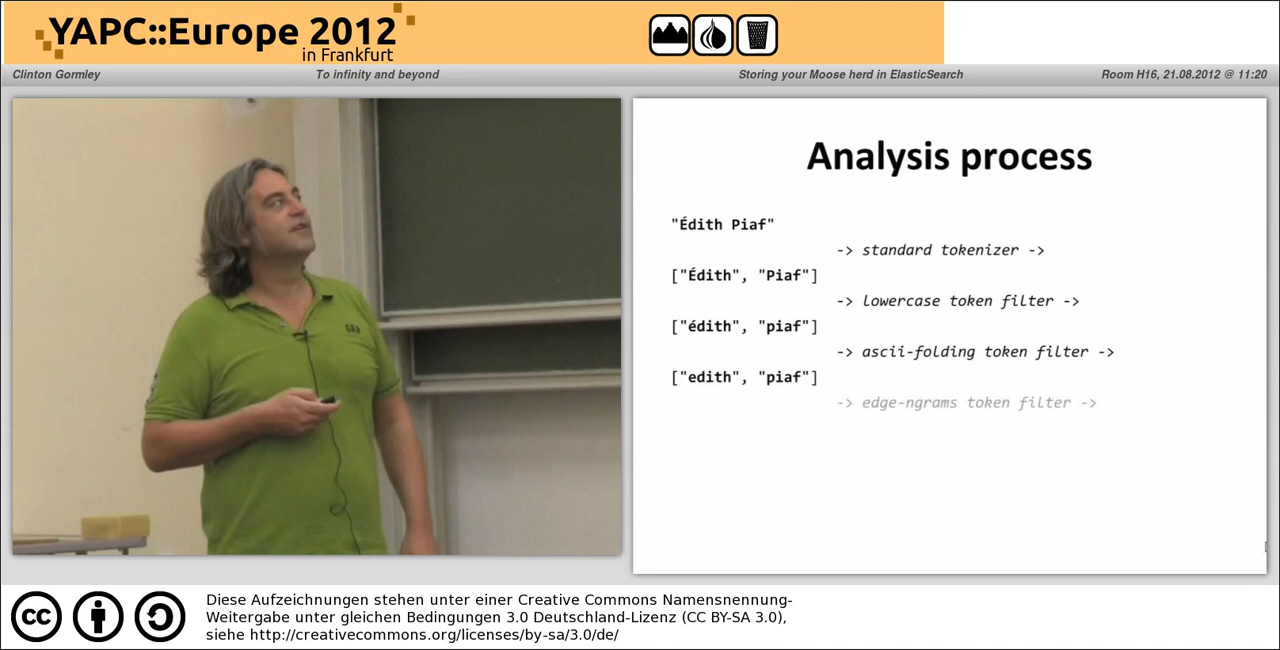 YAPC::Europe 2012
in Frankfurt
Clinton Gormley
To infinity and beyond
Storing your Moose herd in ElasticSearch
Room H16, 21.08.2012 @ 11:20
GAP
Analysis process
"Édith Piaf"
-> standard tokenizer ->
["Édith", "Piaf"]
-> lowercase token filter ->
["édith", "piaf"]
-> ascii-folding token filter ->
["edith", "piaf"]
-> edge-ngrams token filter ->
cc
Diese Aufzeichnungen stehen unter einer Creative Commons Namensnennung-
Weitergabe unter gleichen Bedingungen 3.0 Deutschland-Lizenz (CC BY-SA 3.0),
siehe http://creativecommons.org/licenses/by-sa/3.0/de/